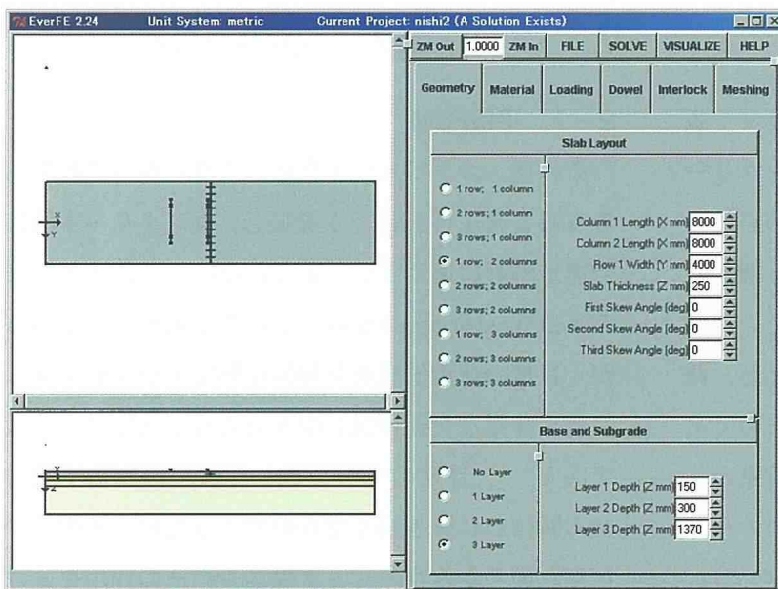 EverFE 2.24 Unit System: metric Current Project: nishi2 (A Solution Exists)
ZM Out 1.0000 ZM In FILE SOLVE VISUALIZE HELP
Geometry Material Loading Dowel Interlock Meshing
Slab Layout
1 row; 1 column
2 rows; 1 column
3 rows; 1 column
1 row; 2 columns
2 rows; 2 columns
3 rows; 2 columns
1 row; 3 columns
2 rows; 3 columns
3 rows; 3 columns
Column 1 Length [X mm] 8000
Column 2 Length [X mm] 8000
Row 1 Width [Y mm] 4000
Slab Thickness [Z mm] 250
First Skew Angle [deg] 0
Second Skew Angle [deg] 0
Third Skew Angle [deg] 0
X
Y
Base and Subgrade
No Layer
1 Layer
2 Layer
3 Layer
Layer 1 Depth [Z mm] 150
Layer 2 Depth [Z mm] 300
Layer 3 Depth [Z mm] 1370
Z